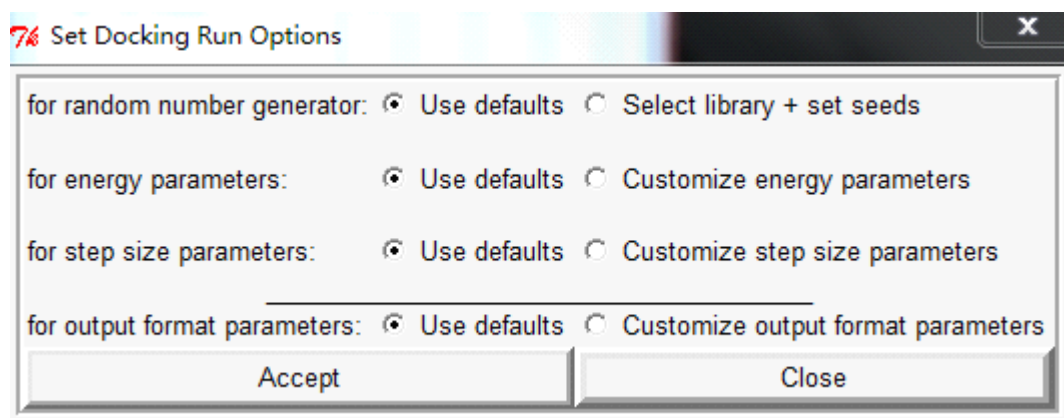 Set Docking Run Options
for random number generator: Use defaults Select library + set seeds
for energy parameters: Use defaults Customize energy parameters
for step size parameters: Use defaults Customize step size parameters
for output format parameters: Use defaults Customize output format parameters
Accept Close